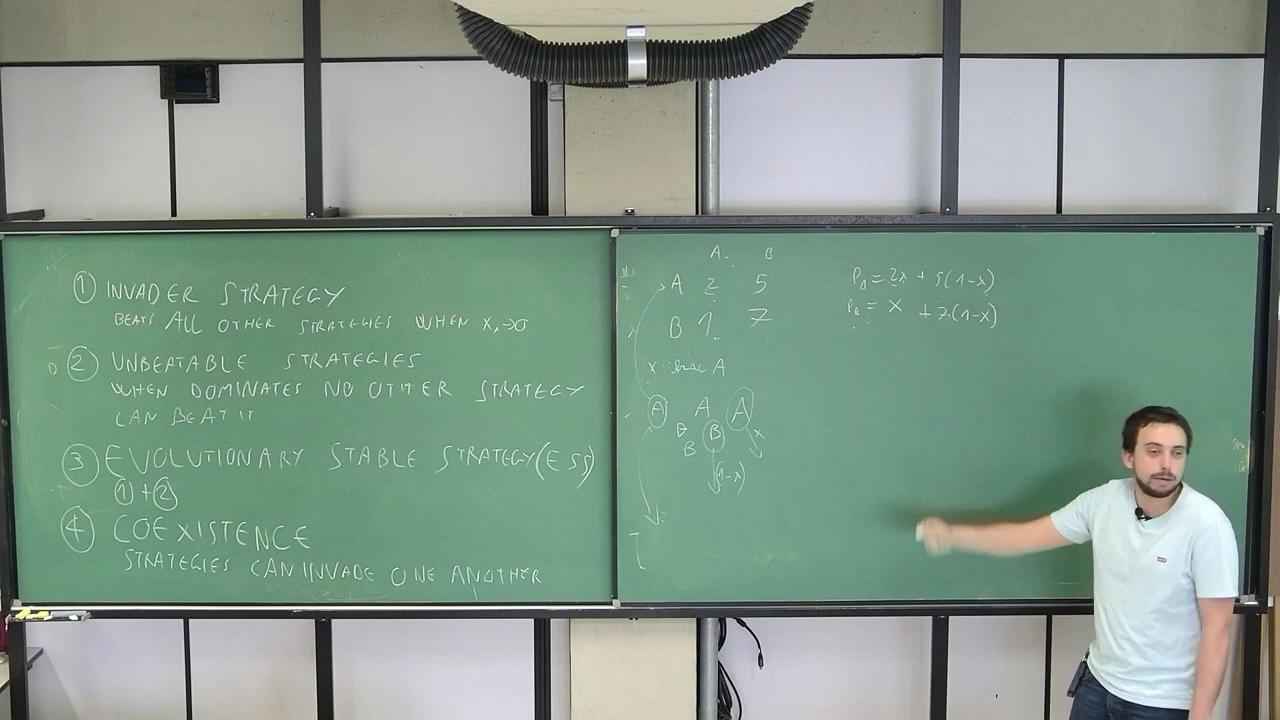 ① INVADER STRATEGY
BEATS ALL OTHER STRATEGIES WHEN Xₐ→0
② UNBEATABLE STRATEGIES
WHEN DOMINATES NO OTHER STRATEGY
CAN BEAT IT
③ EVOLUTIONARY STABLE STRATEGY (ESS)
① + ②
④ COEXISTENCE
STRATEGIES CAN INVADE ONE ANOTHER
A B
A 2 5
B 1 7
A A A
B B
B
x
(1-x)
= 2x + 5(1-x)
= x + 7(1-x)